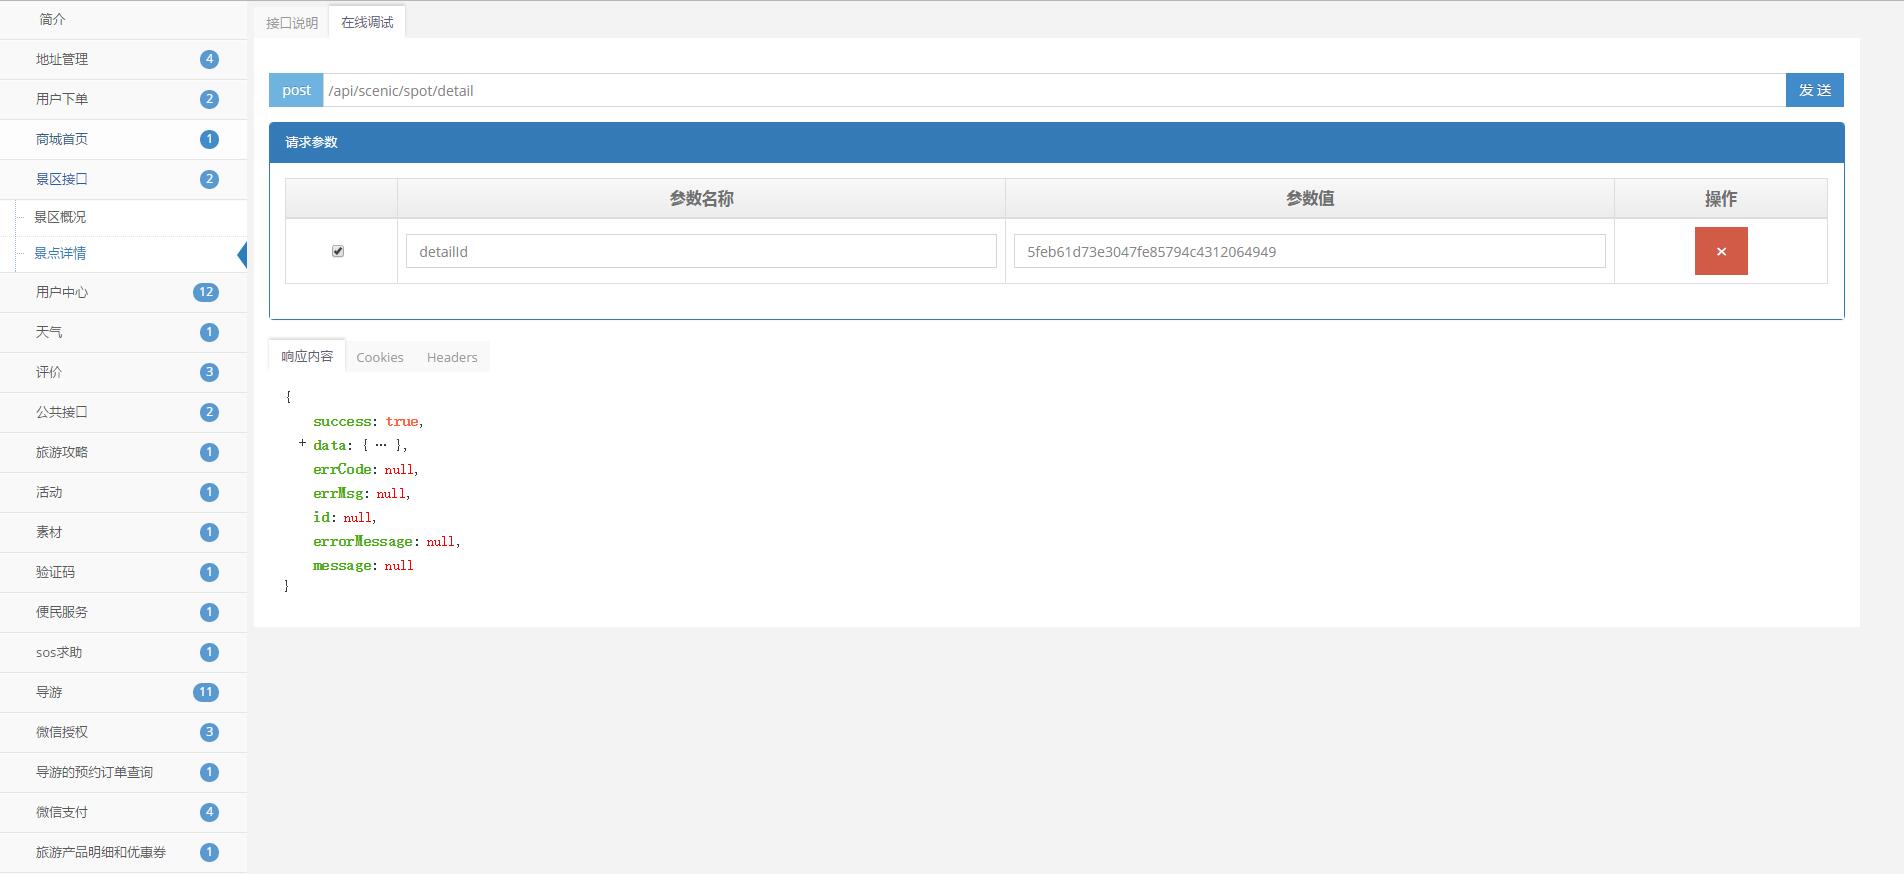 简介
地址管理 4
用户下单 2
商城首页 1
景区接口 2
景区概况
景点详情
用户中心 12
天气 1
评价 3
公共接口 2
旅游攻略 1
活动 1
素材 1
验证码 1
便民服务 1
sos求助 1
导游 11
微信授权 3
导游的预约订单查询 1
微信支付 4
旅游产品明细和优惠券 1
接口说明 在线调试
post /api/scenic/spot/detail 发 送
请求参数
参数名称 参数值 操作
detailId 5feb61d73e3047fe85794c4312064949 ×
响应内容 Cookies Headers
{
success: true,
+ data: { ··· },
errCode: null,
errMsg: null,
id: null,
errorMessage: null,
message: null
}